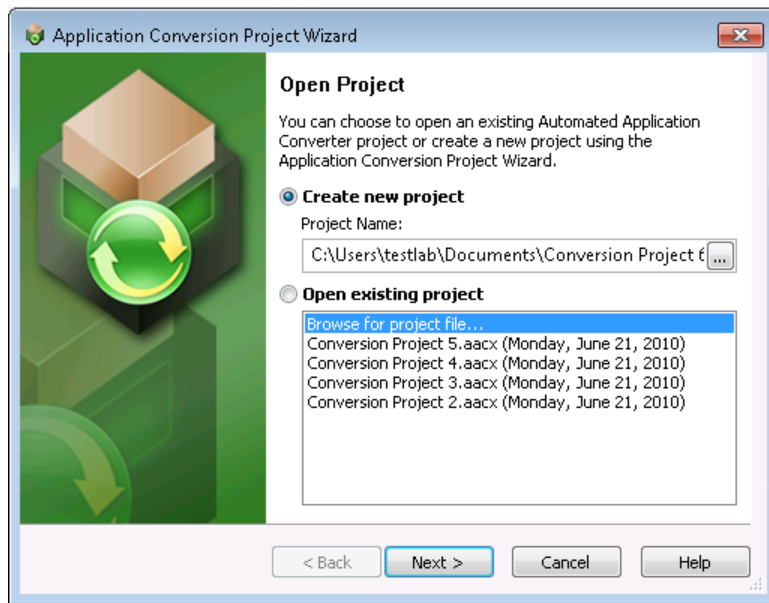 Application Conversion Project Wizard
Open Project
You can choose to open an existing Automated Application
Converter project or create a new project using the
Application Conversion Project Wizard.
Create new project
Project Name:
C:\Users\testlab\Documents\Conversion Project 6
...
Open existing project
Browse for project file...
Conversion Project 5.aacx (Monday, June 21, 2010)
Conversion Project 4.aacx (Monday, June 21, 2010)
Conversion Project 3.aacx (Monday, June 21, 2010)
Conversion Project 2.aacx (Monday, June 21, 2010)
< Back
Next >
Cancel
Help